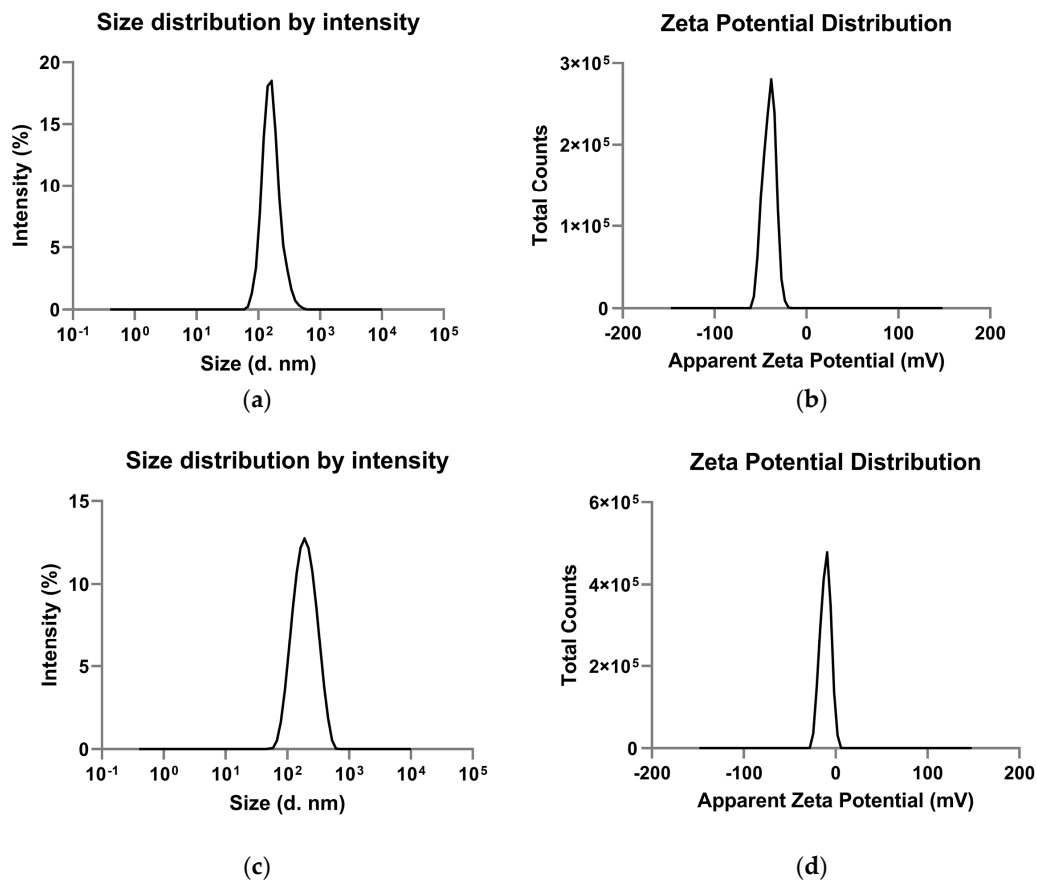 Size distribution by intensity
20
15
10
5
0
Intensity (%)
10⁻¹ 10⁰ 10¹ 10² 10³ 10⁴ 10⁵
Size (d. nm)
(a)
Zeta Potential Distribution
3×10⁵
2×10⁵
1×10⁵
0
Total Counts
-200 -100 0 100 200
Apparent Zeta Potential (mV)
(b)
Size distribution by intensity
15
10
5
0
Intensity (%)
10⁻¹ 10⁰ 10¹ 10² 10³ 10⁴ 10⁵
Size (d. nm)
(c)
Zeta Potential Distribution
6×10⁵
4×10⁵
2×10⁵
0
Total Counts
-200 -100 0 100 200
Apparent Zeta Potential (mV)
(d)